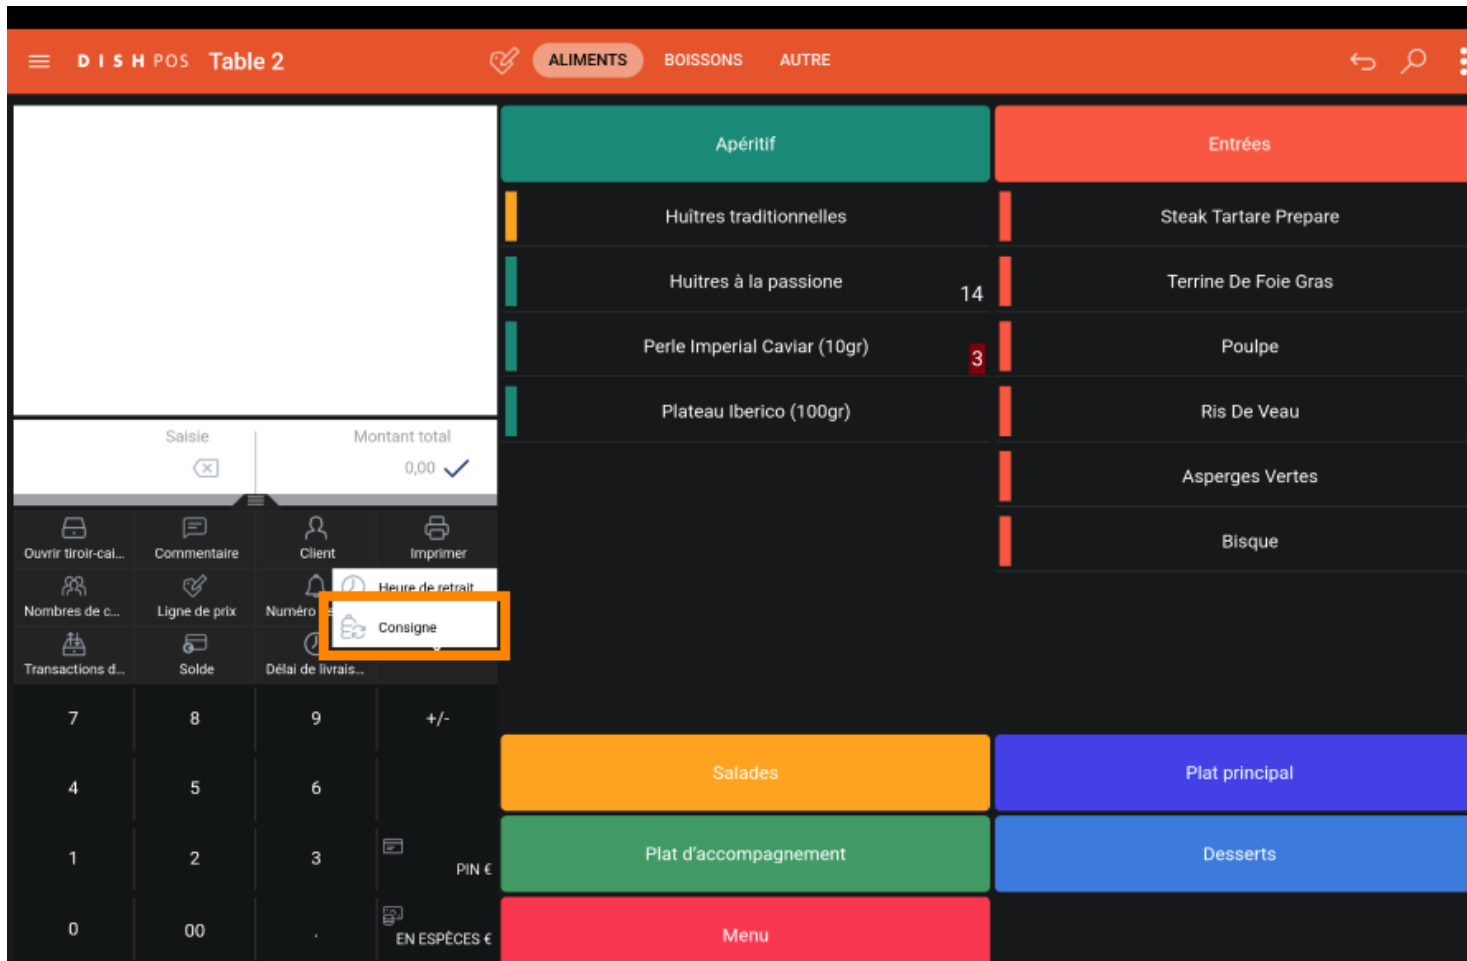 DISH POS Table 2
ALIMENTS BOISSONS AUTRE
Apéritif
Entrées
Huîtres traditionnelles
Steak Tartare Prepare
Huitres à la passione
14
Terrine De Foie Gras
Perle Imperial Caviar (10gr)
3
Poulpe
Plateau Iberico (100gr)
Ris De Veau
Asperges Vertes
Bisque
Saisie
Montant total
0,00
Ouvrir tiroir-cai...
Commentaire
Client
Imprimer
Nombres de c...
Ligne de prix
Numéro
Heure de retrait
Consigne
Transactions d...
Solde
Délai de livrais...
7 8 9 +/-
4 5 6
1 2 3 PIN €
0 00 . EN ESPÈCES €
Salades
Plat principal
Plat d'accompagnement
Desserts
Menu